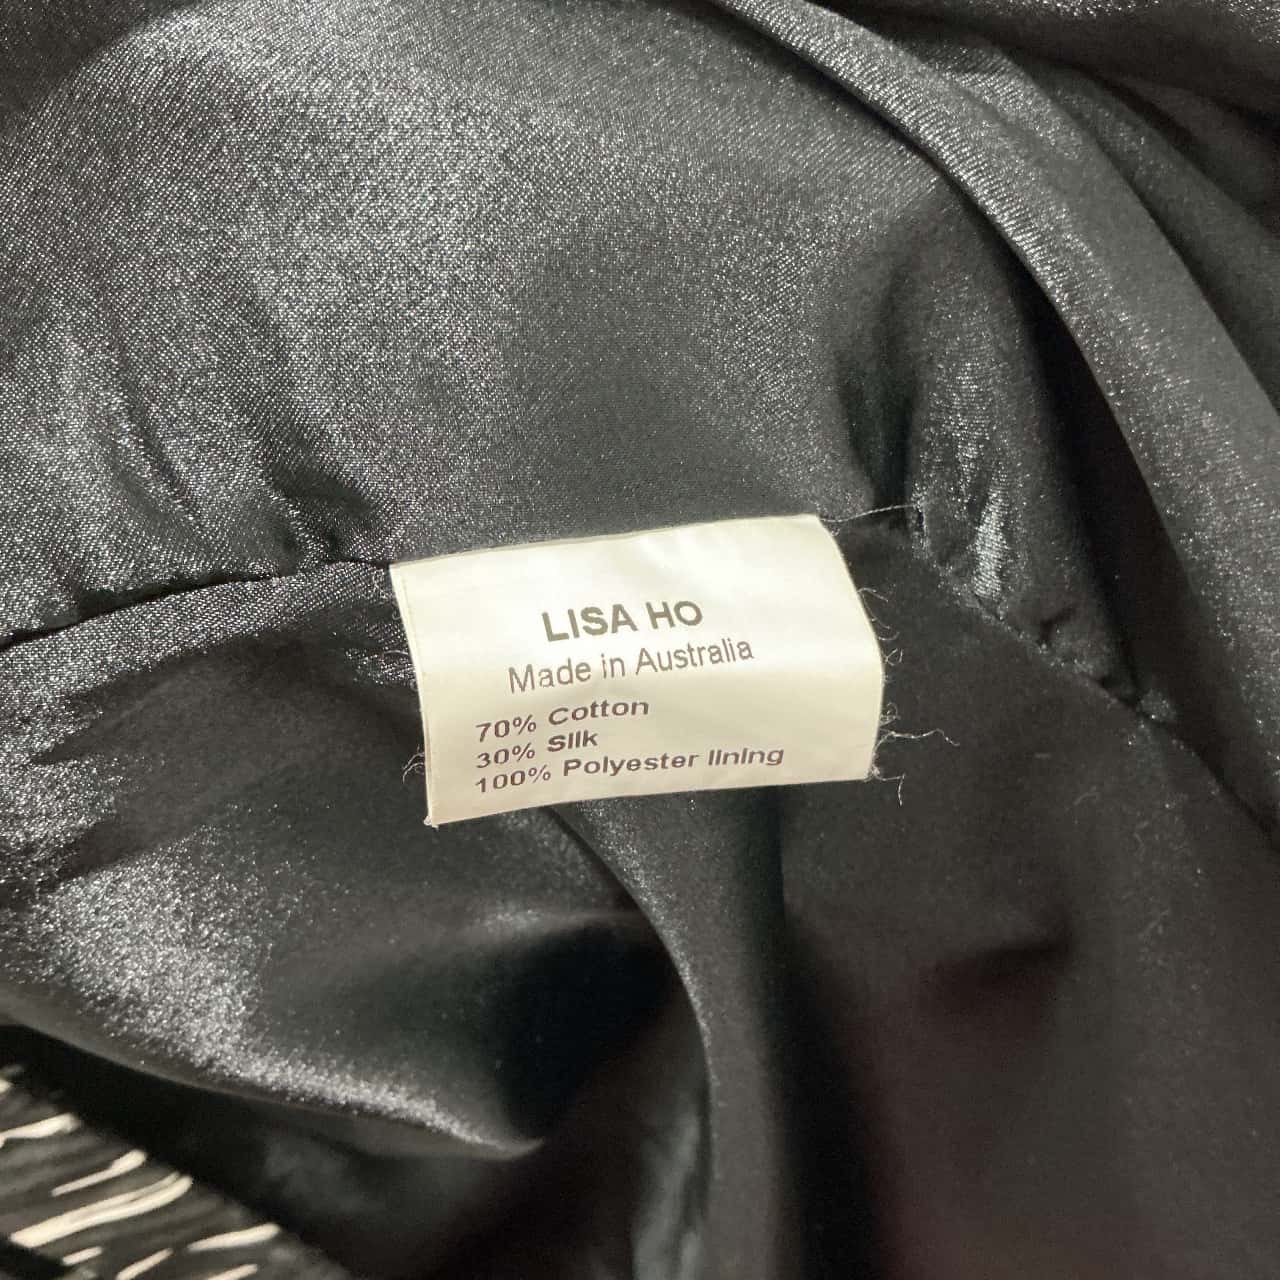 LISA HO
Made in Australia
70% Cotton
30% Silk
100% Polyester lining